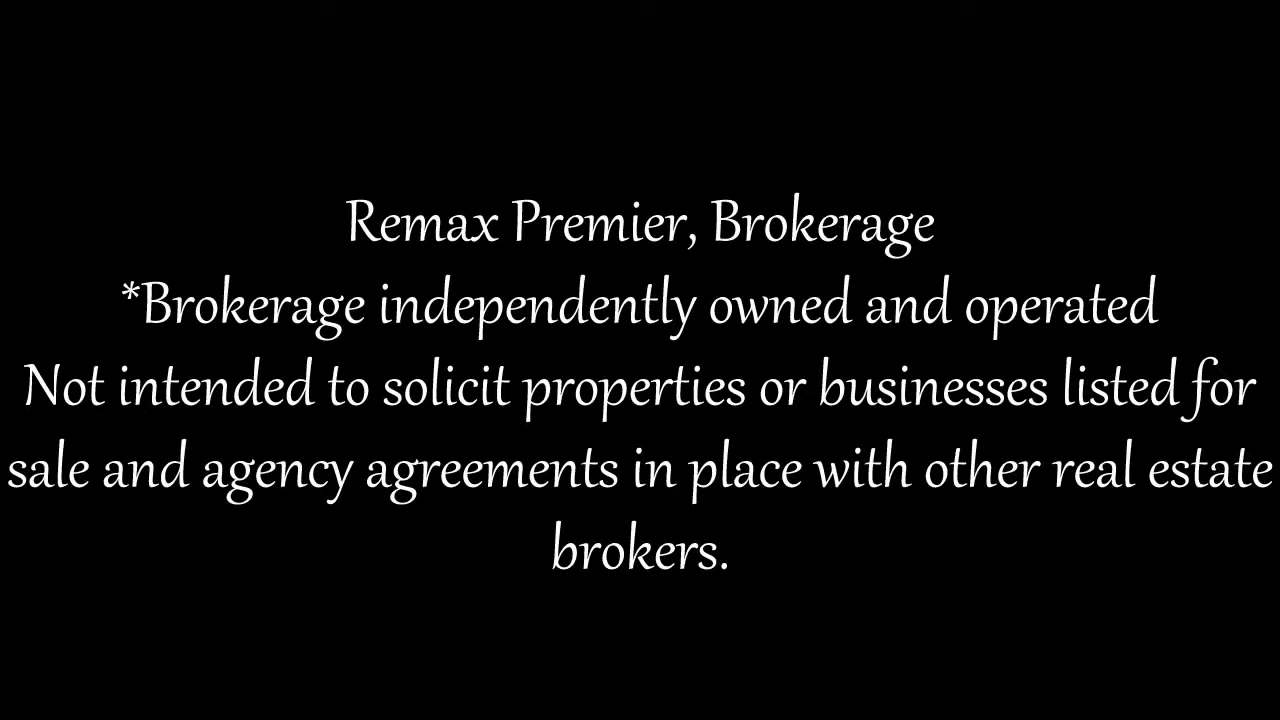 Remax Premier, Brokerage
*Brokerage independently owned and operated
Not intended to solicit properties or businesses listed for
sale and agency agreements in place with other real estate
brokers.